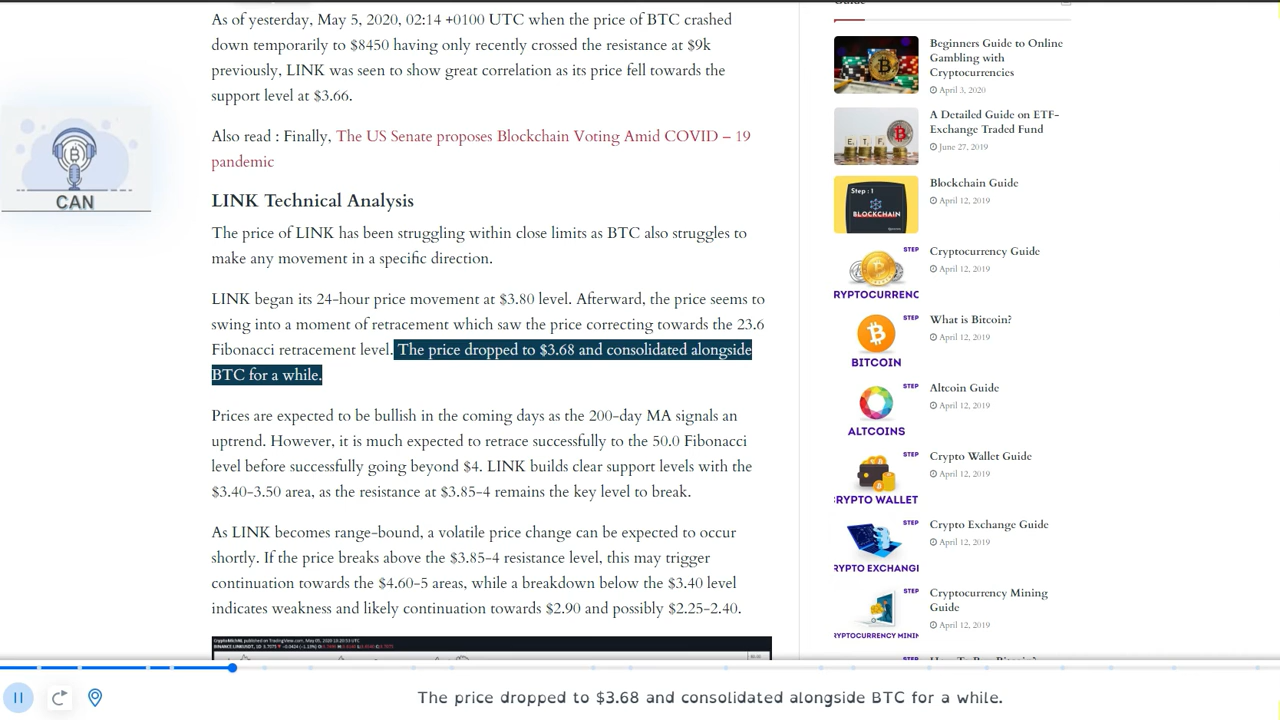 As of yesterday, May 5, 2020, 02:14 +0100 UTC when the price of BTC crashed
down temporarily to $8450 having only recently crossed the resistance at $9k
previously, LINK was seen to show great correlation as its price fell towards the
support level at $3.66.
Also read : Finally, The US Senate proposes Blockchain Voting Amid COVID – 19
pandemic
CAN
LINK Technical Analysis
The price of LINK has been struggling within close limits as BTC also struggles to
make any movement in a specific direction.
LINK began its 24-hour price movement at $3.80 level. Afterward, the price seems to
swing into a moment of retracement which saw the price correcting towards the 23.6
Fibonacci retracement level. The price dropped to $3.68 and consolidated alongside
BTC for a while.
Prices are expected to be bullish in the coming days as the 200-day MA signals an
uptrend. However, it is much expected to retrace successfully to the 50.0 Fibonacci
level before successfully going beyond $4. LINK builds clear support levels with the
$3.40-3.50 area, as the resistance at $3.85-4 remains the key level to break.
As LINK becomes range-bound, a volatile price change can be expected to occur
shortly. If the price breaks above the $3.85-4 resistance level, this may trigger
continuation towards the $4.60-5 areas, while a breakdown below the $3.40 level
indicates weakness and likely continuation towards $2.90 and possibly $2.25-2.40.
Beginners Guide to Online
Gambling with
Cryptocurrencies
April 3, 2020
E T F
A Detailed Guide on ETF-
Exchange Traded Fund
June 27, 2019
Step : 1
BLOCKCHAIN
Blockchain Guide
April 12, 2019
STEP
RYPTOCURRENC
Cryptocurrency Guide
April 12, 2019
STEP
BITCOIN
What is Bitcoin?
April 12, 2019
STEP
ALTCOINS
Altcoin Guide
April 12, 2019
STEP
RYPTO WALLET
Crypto Wallet Guide
April 12, 2019
STEP
RYPTO EXCHANGE
Crypto Exchange Guide
April 12, 2019
STEP
RYPTOCURRENCY MININ
Cryptocurrency Mining
Guide
April 12, 2019
The price dropped to $3.68 and consolidated alongside BTC for a while.